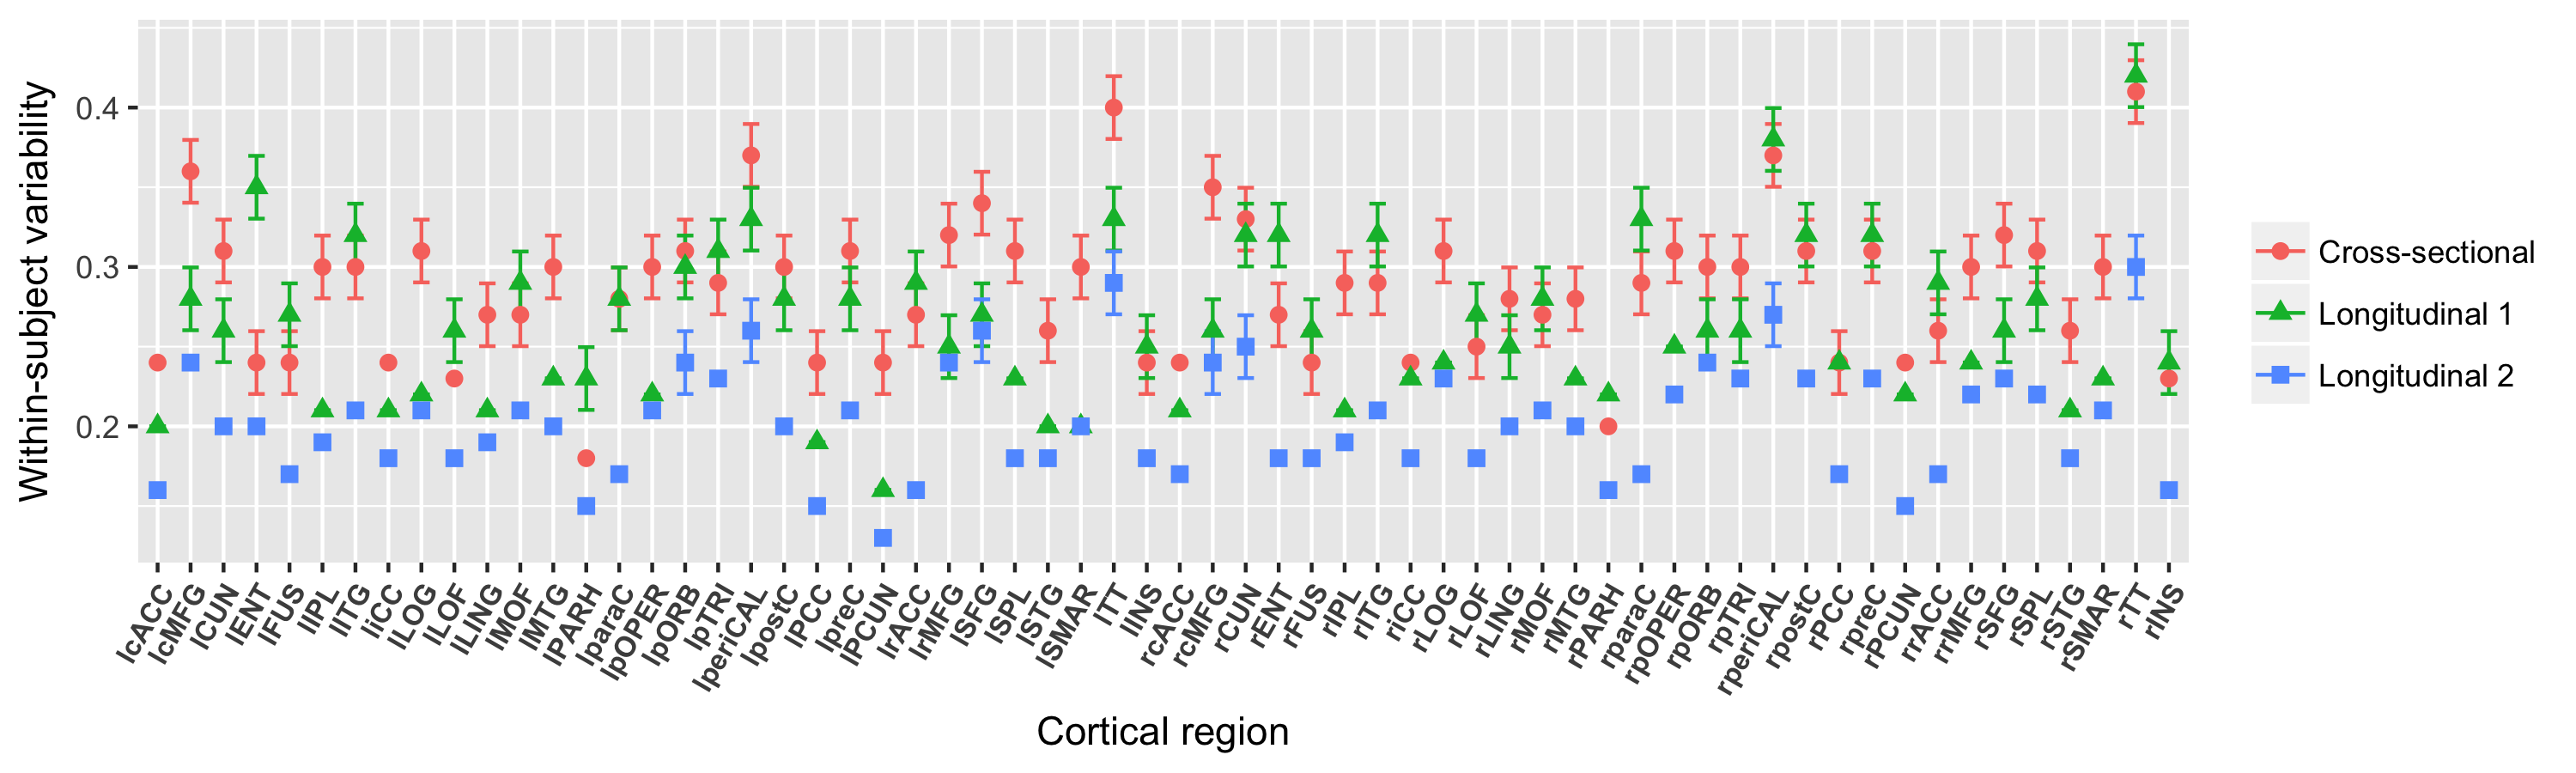 Within-subject variability
0.4
0.3
0.2
lcACC
lcMFG
lCUN
lENT
lFUS
lIPL
lITG
liCC
lLOG
lLOF
lLING
lMOF
lMTG
lPARH
lparaC
lpOPER
lpORB
lpTRI
lperiCAL
lpostC
lPCC
lpreC
lPCUN
lrACC
lrMFG
lSFG
lSPL
lSTG
lSMAR
lTT
lINS
rcACC
rcMFG
rCUN
rENT
rFUS
rIPL
rITG
riCC
rLOG
rLOF
rLING
rMOF
rMTG
rPARH
rparaC
rpOPER
rpORB
rpTRI
rpericAL
rpostC
rPCC
rpreC
rPCUN
rrACC
rrMFG
rSFG
rSPL
rSTG
rSMAR
rTT
rINS
Cortical region
Cross-sectional
Longitudinal 1
Longitudinal 2